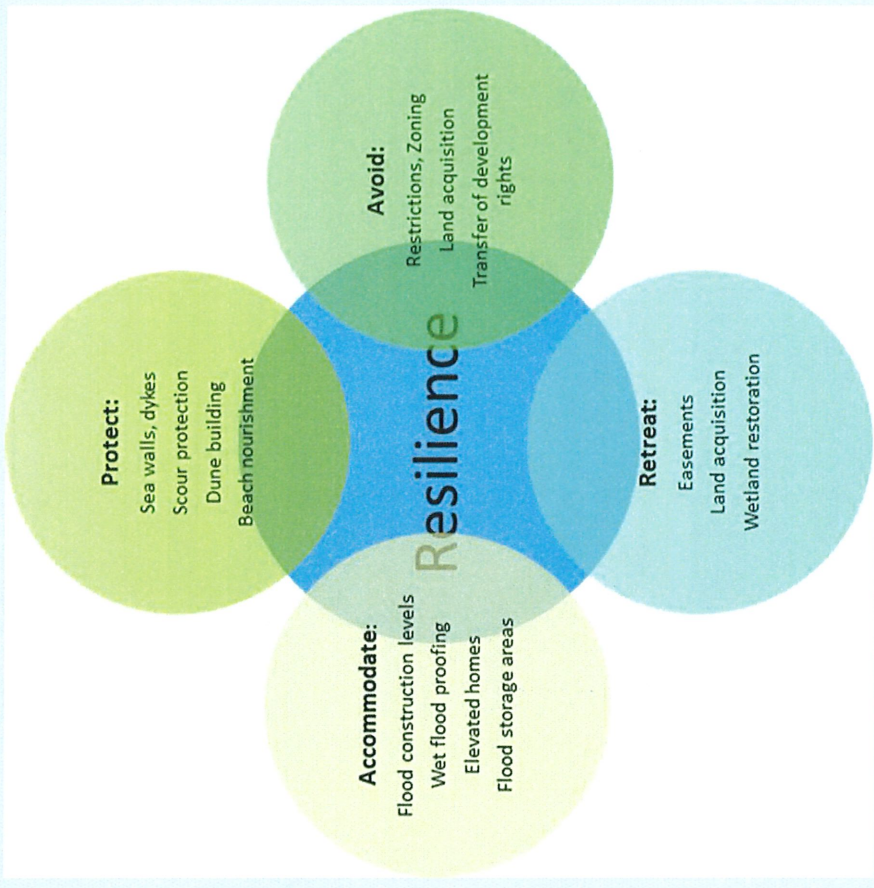 Protect:
Sea walls, dykes
Scour protection
Dune building
Beach nourishment
Accommodate:
Flood construction levels
Wet flood proofing
Elevated homes
Flood storage areas
Resilience
Avoid:
Restrictions, Zoning
Land acquisition
Transfer of development
rights
Retreat:
Easements
Land acquisition
Wetland restoration